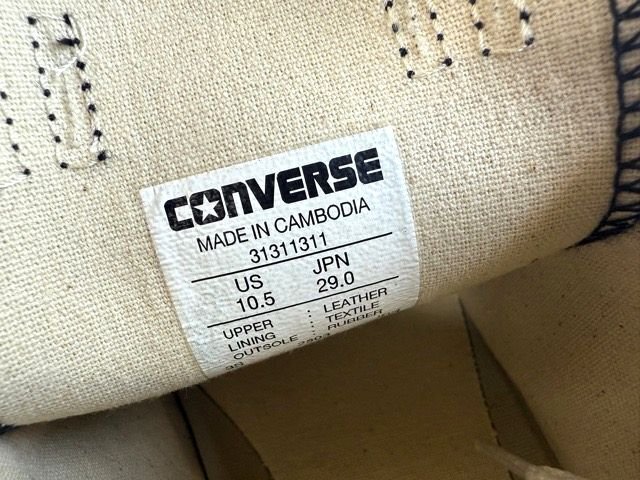 CONVERSE
MADE IN CAMBODIA
31311311
US JPN
10.5 29.0
UPPER : LEATHER
LINING : TEXTILE
OUTSOLE : RUBBER